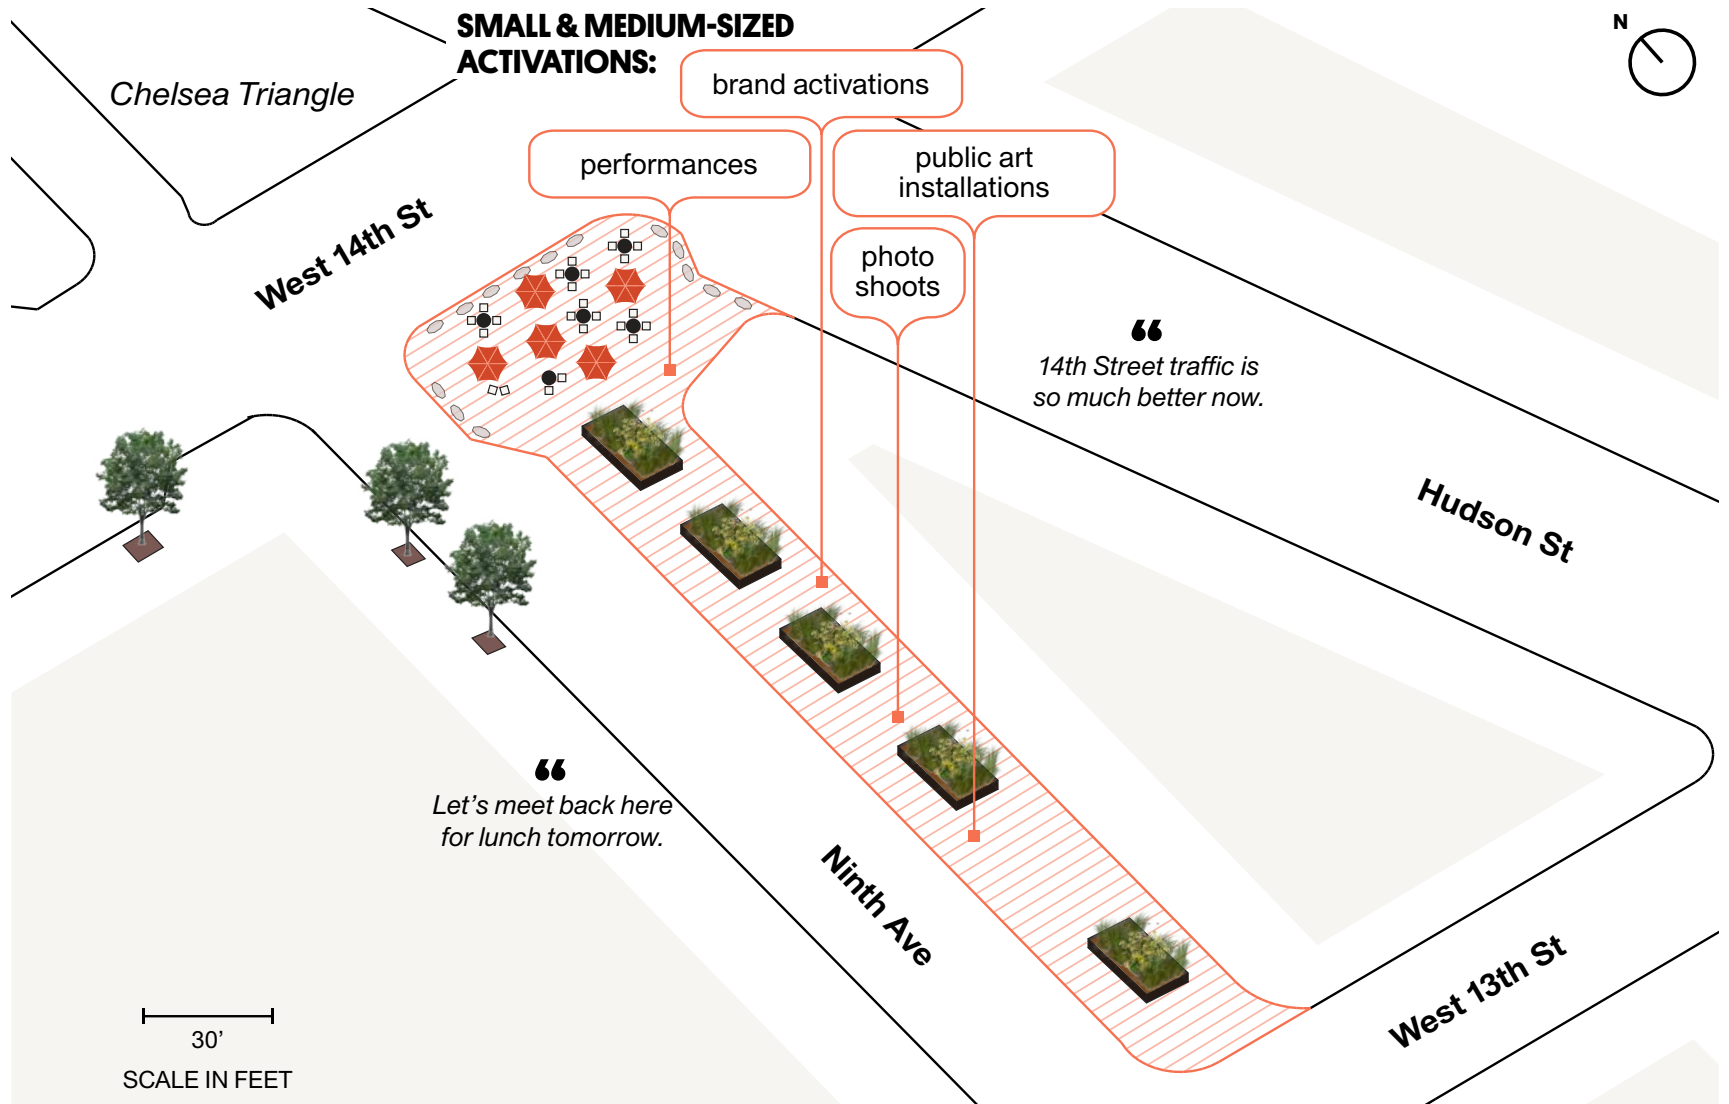 SMALL & MEDIUM-SIZED
ACTIVATIONS:
N
Chelsea Triangle
brand activations
performances
public art
installations
photo
shoots
West 14th St
“
14th Street traffic is
so much better now.
Hudson St
“
Let’s meet back here
for lunch tomorrow.
Ninth Ave
West 13th St
30’
SCALE IN FEET